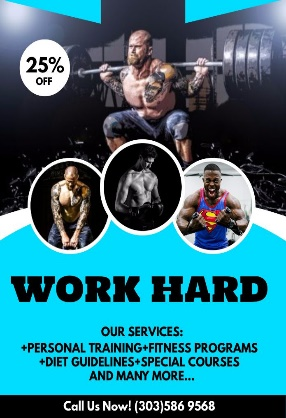 25%
OFF
WORK HARD
OUR SERVICES:
+PERSONAL TRAINING+FITNESS PROGRAMS
+DIET GUIDELINES+SPECIAL COURSES
AND MANY MORE...
Call Us Now! (303)586 9568